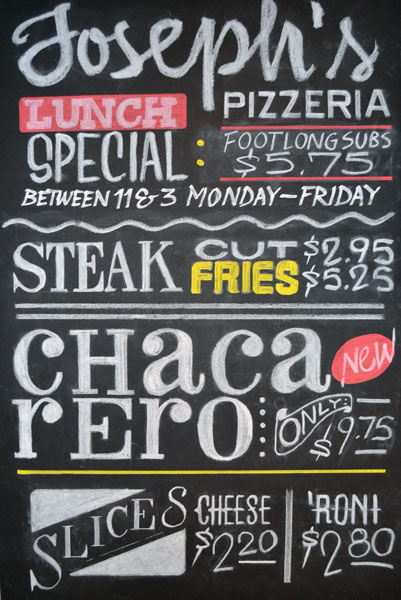 Joseph's
PIZZERIA
LUNCH
SPECIAL :
FOOTLONG SUBS
$5.75
BETWEEN 11 & 3 MONDAY–FRIDAY
STEAK CUT FRIES $2.95
$5.25
CHACA
RERO
NEW
ONLY:
$9.75
SLICES
CHEESE
$2.20
'RONI
$2.80